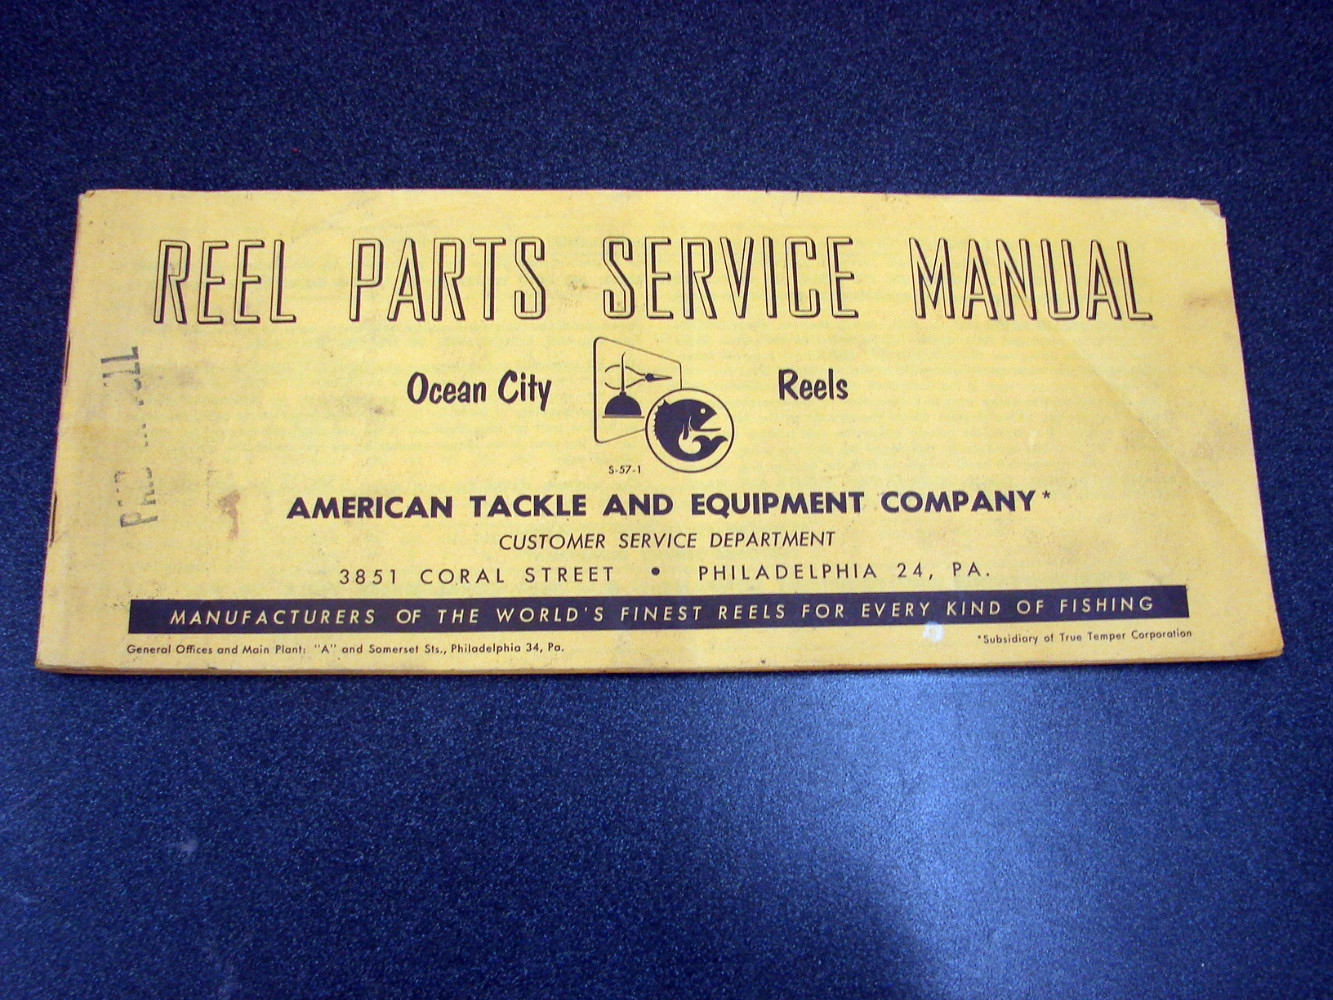 REEL PARTS SERVICE MANUAL
Ocean City Reels
S-57-1
AMERICAN TACKLE AND EQUIPMENT COMPANY*
CUSTOMER SERVICE DEPARTMENT
3851 CORAL STREET • PHILADELPHIA 24, PA.
MANUFACTURERS OF THE WORLD'S FINEST REELS FOR EVERY KIND OF FISHING
General Offices and Main Plant: "A" and Somerset Sts., Philadelphia 34, Pa.
*Subsidiary of True Temper Corporation